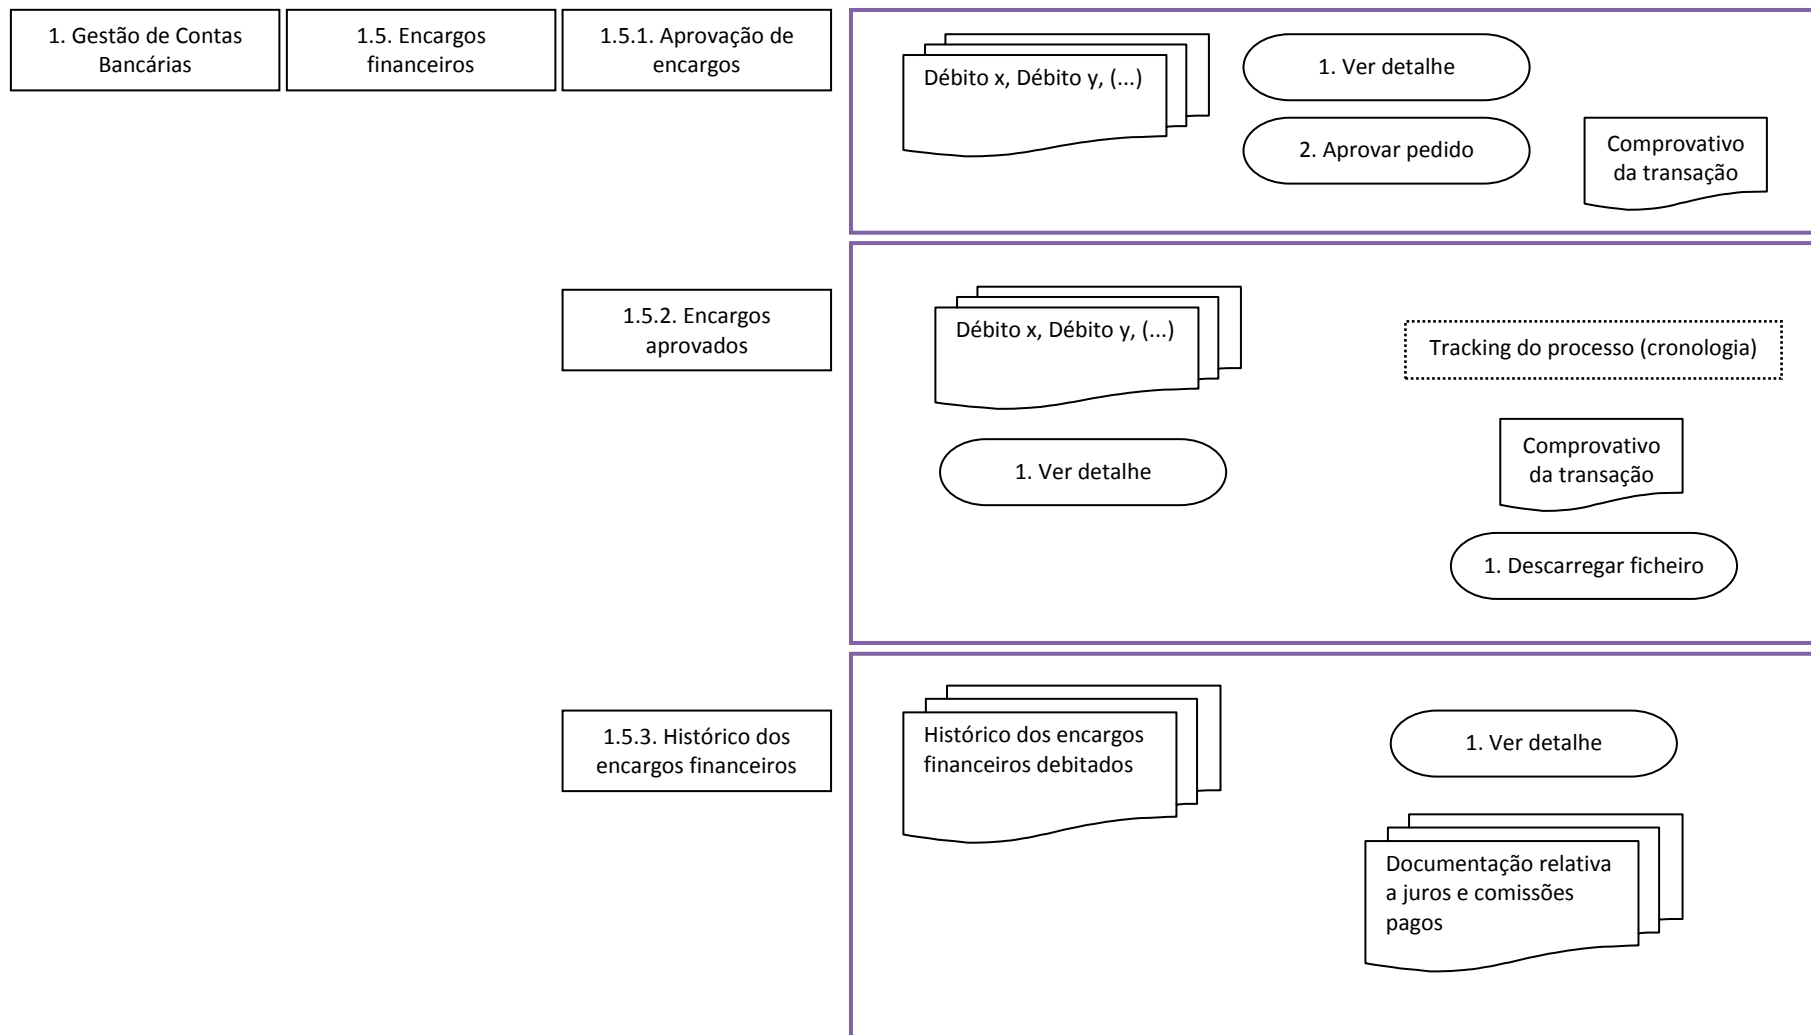 1. Gestão de Contas
Bancárias
1.5. Encargos
financeiros
1.5.1. Aprovação de
encargos
Débito x, Débito y, (...)
1. Ver detalhe
2. Aprovar pedido
Comprovativo
da transação
1.5.2. Encargos
aprovados
Débito x, Débito y, (...)
1. Ver detalhe
Tracking do processo (cronologia)
Comprovativo
da transação
1. Descarregar ficheiro
1.5.3. Histórico dos
encargos financeiros
Histórico dos encargos
financeiros debitados
1. Ver detalhe
Documentação relativa
a juros e comissões
pagos